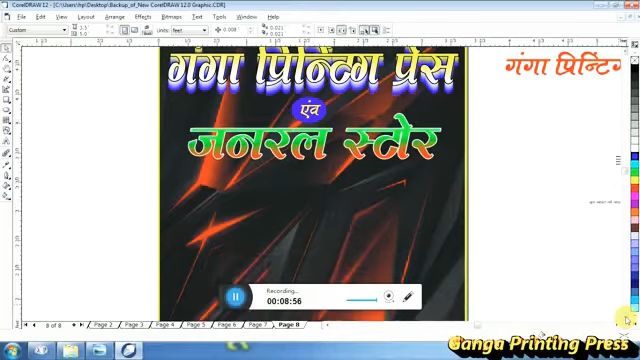 CorelDRAW 12 - [C:\Users\hp\Desktop\Backup_of_New CorelDRAW 12.0 Graphic.CDR]
File Edit View Layout Arrange Effects Bitmaps Text Tools Window Help
Custom
Units: feet
0.008
गंगा प्रिन्टिंग प्रेस
गंगा प्रिन्टिंग
एंव
जनरल स्टोर
Recording...
00:08:56
8 of 8 Page 2 Page 3 Page 4 Page 5 Page 6 Page 7 Page 8
Ganga Printing Press